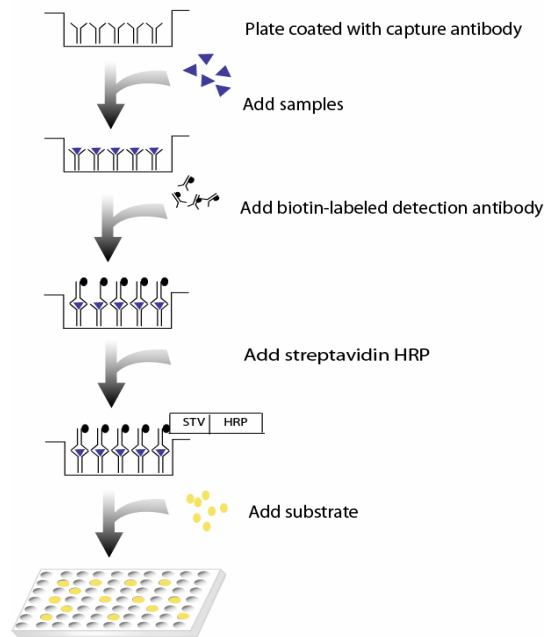 Plate coated with capture antibody
Add samples
Add biotin-labeled detection antibody
Add streptavidin HRP
STV HRP
Add substrate